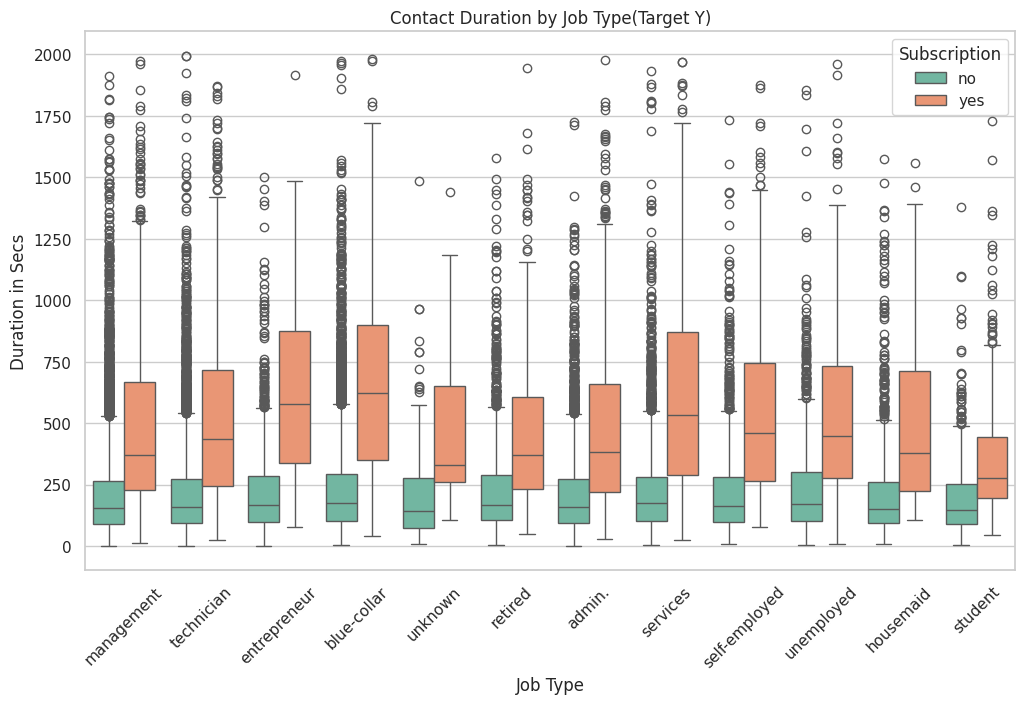 Contact Duration by Job Type(Target Y)
Subscription
no
yes
Duration in Secs
2000
1750
1500
1250
1000
750
500
250
0
management
technician
entrepreneur
blue-collar
unknown
retired
admin.
services
self-employed
unemployed
housemaid
student
Job Type